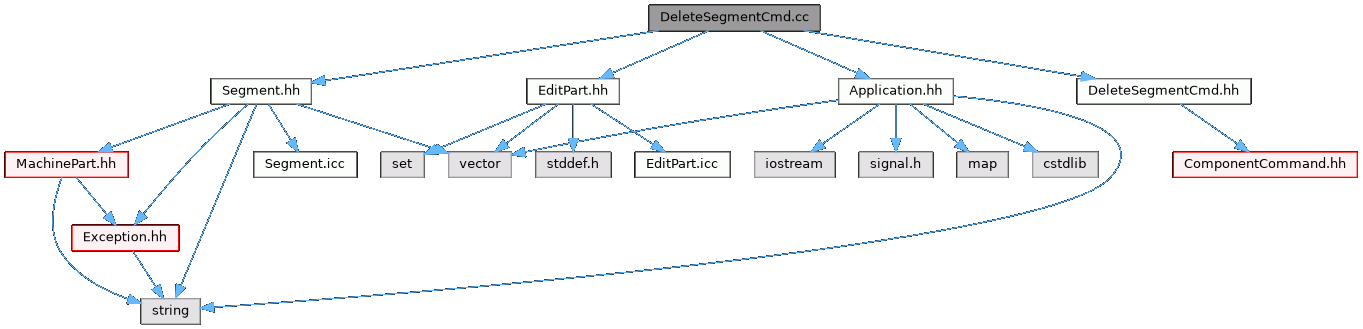 DeleteSegmentCmd.cc
Segment.hh
EditPart.hh
Application.hh
DeleteSegmentCmd.hh
MachinePart.hh
Segment.icc
set
vector
stddef.h
EditPart.icc
iostream
signal.h
map
cstdlib
ComponentCommand.hh
Exception.hh
string